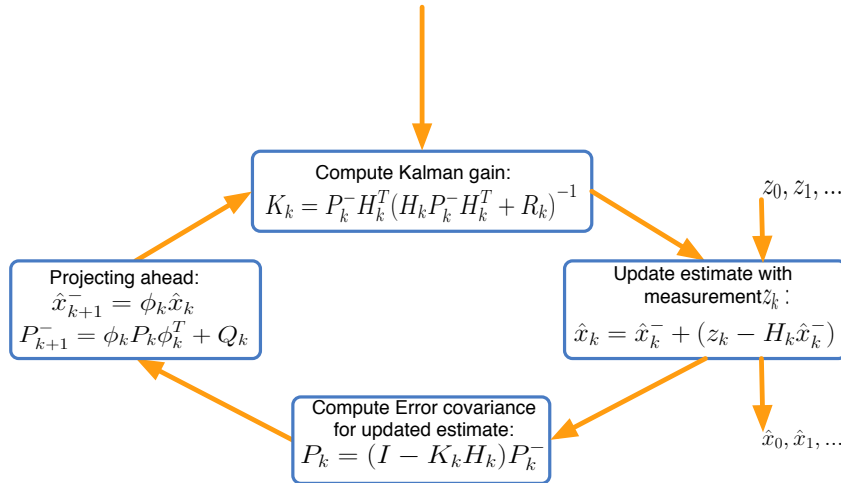 Compute Kalman gain:
$K_k = P_k^- H_k^T (H_k P_k^- H_k^T + R_k)^{-1}$
$z_0, z_1, ...$
Projecting ahead:
$\hat{x}_{k+1}^- = \phi_k \hat{x}_k$
$P_{k+1}^- = \phi_k P_k \phi_k^T + Q_k$
Update estimate with
measurement $z_k$ :
$\hat{x}_k = \hat{x}_k^- + (z_k - H_k \hat{x}_k^-)$
Compute Error covariance
for updated estimate:
$P_k = (I - K_k H_k) P_k^-$
$\hat{x}_0, \hat{x}_1, ...$